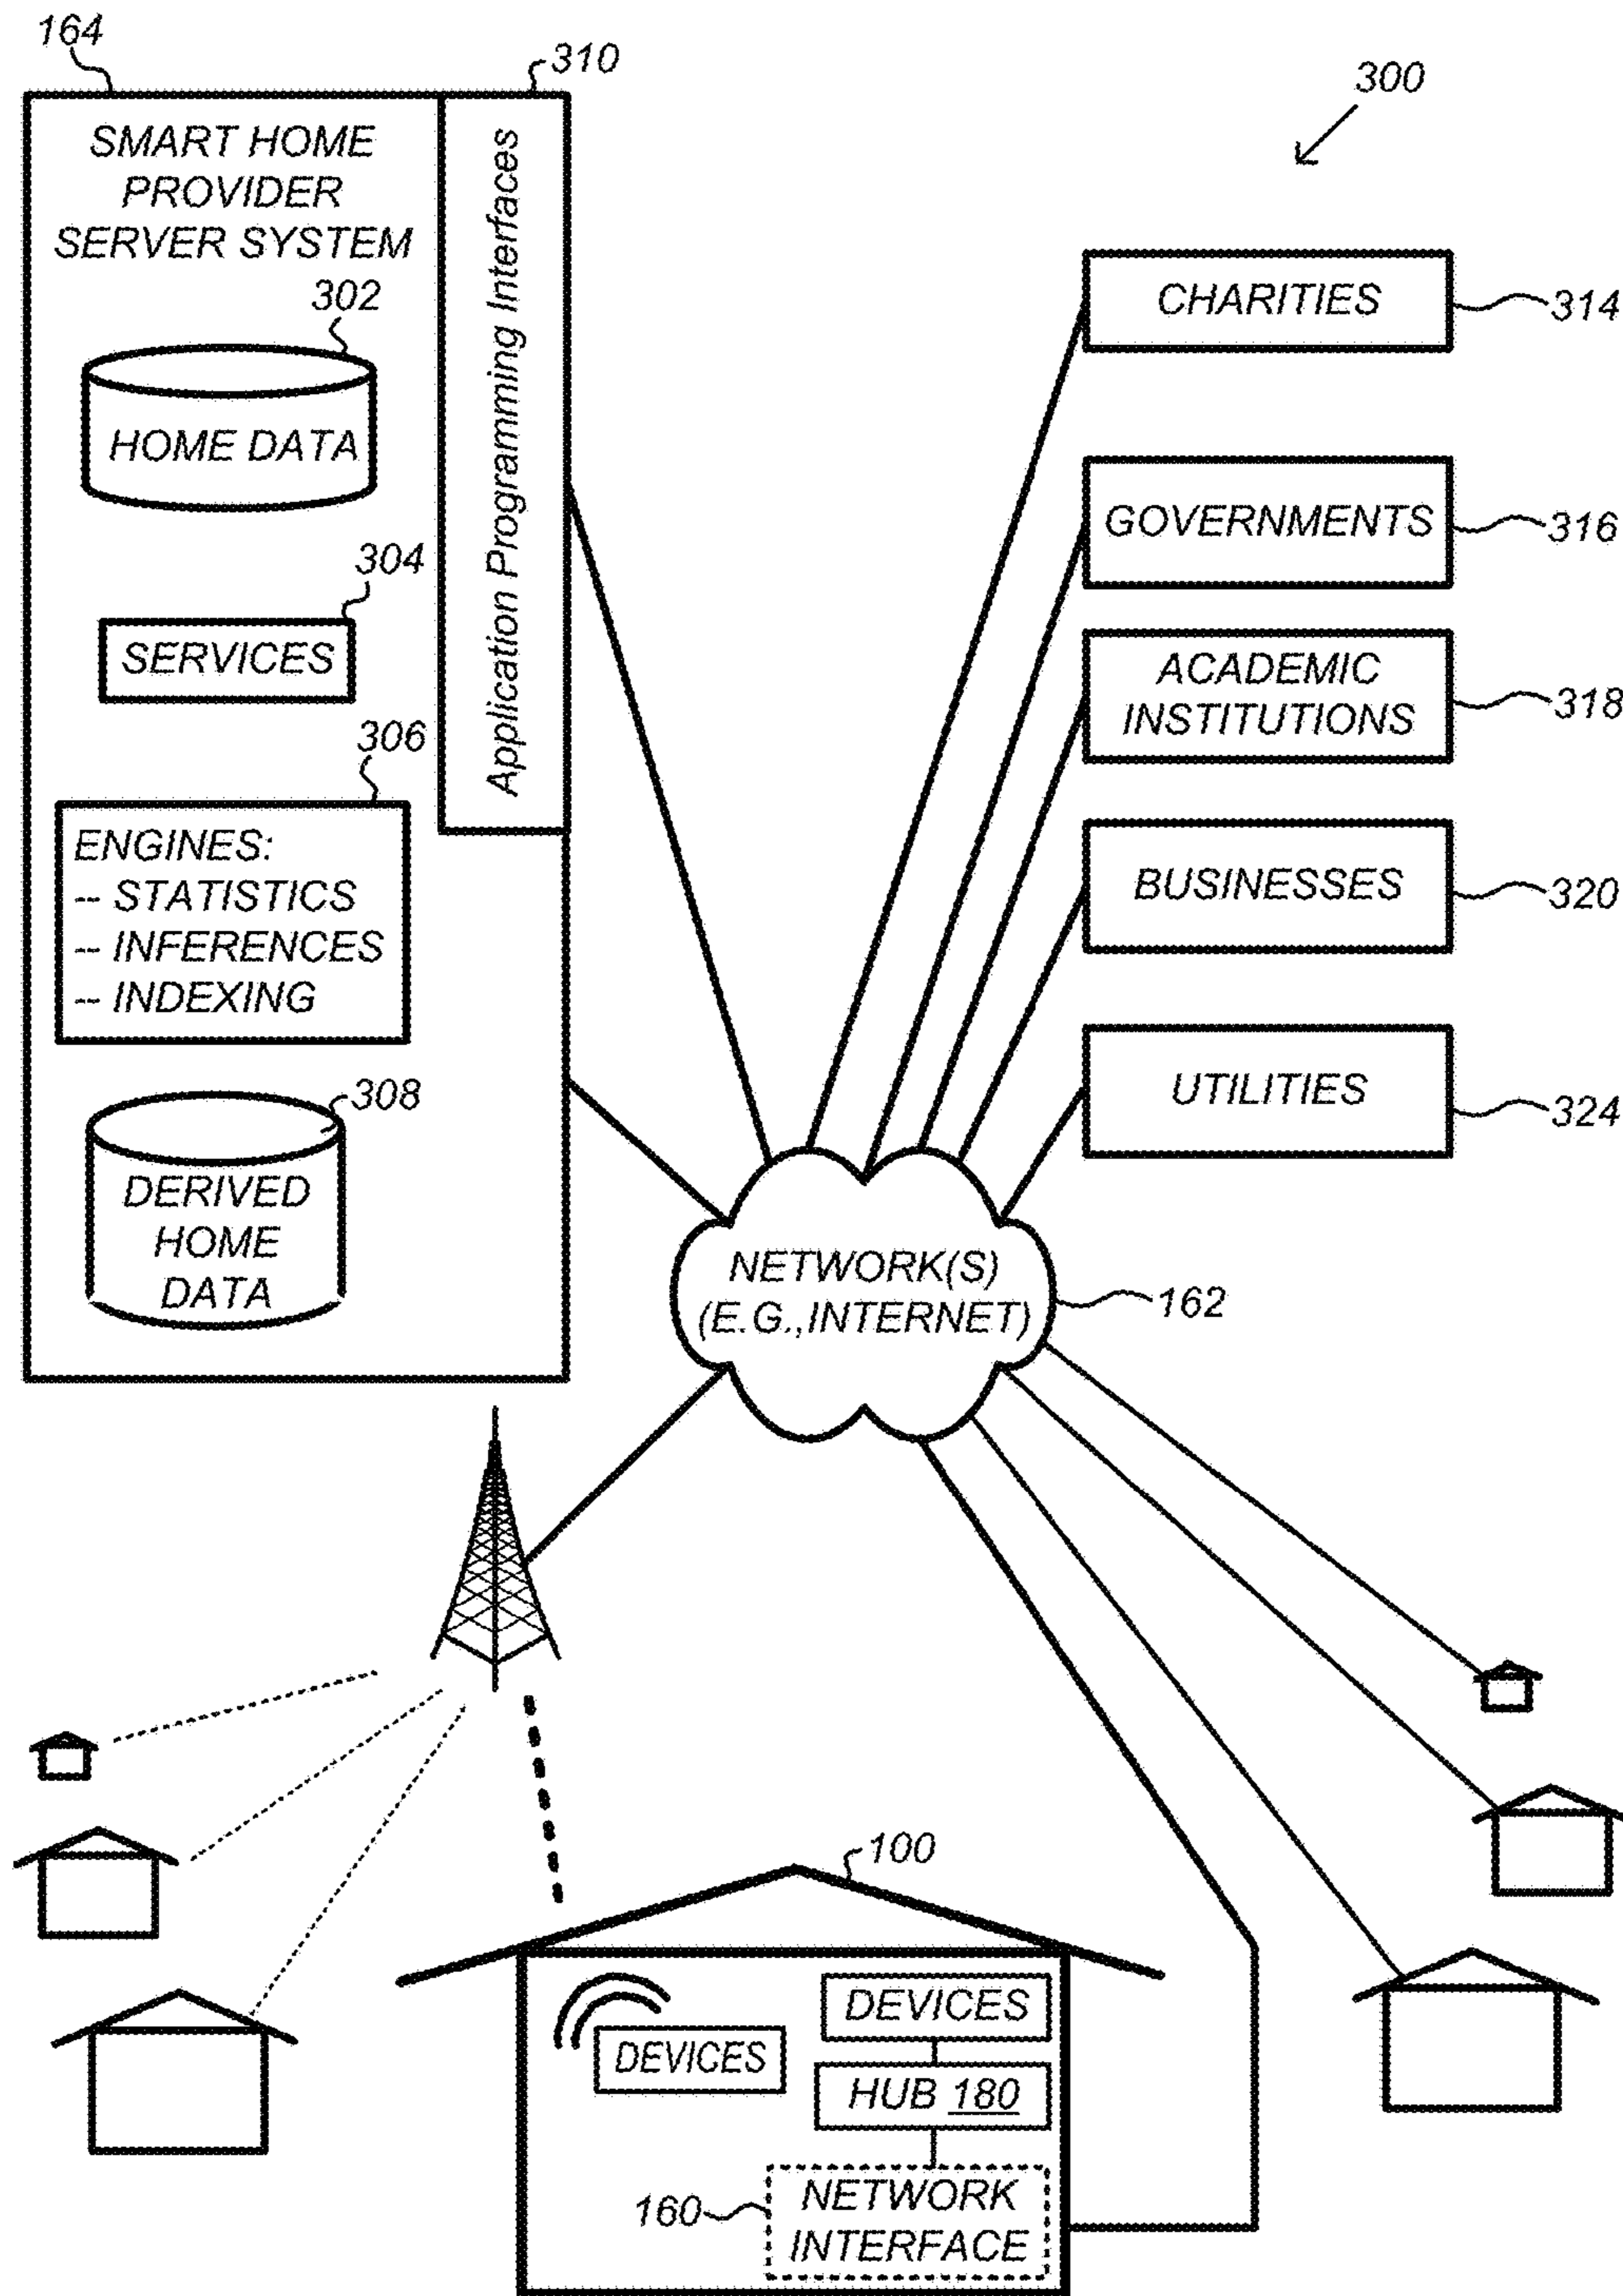 164
310
300
SMART HOME
PROVIDER
SERVER SYSTEM
Application Programming Interfaces
302
HOME DATA
304
SERVICES
306
ENGINES:
-- STATISTICS
-- INFERENCES
-- INDEXING
308
DERIVED
HOME
DATA
CHARITIES
314
GOVERNMENTS
316
ACADEMIC
INSTITUTIONS
318
BUSINESSES
320
UTILITIES
324
NETWORK(S)
(E.G.,INTERNET)
162
100
DEVICES
DEVICES
HUB 180
160
NETWORK
INTERFACE